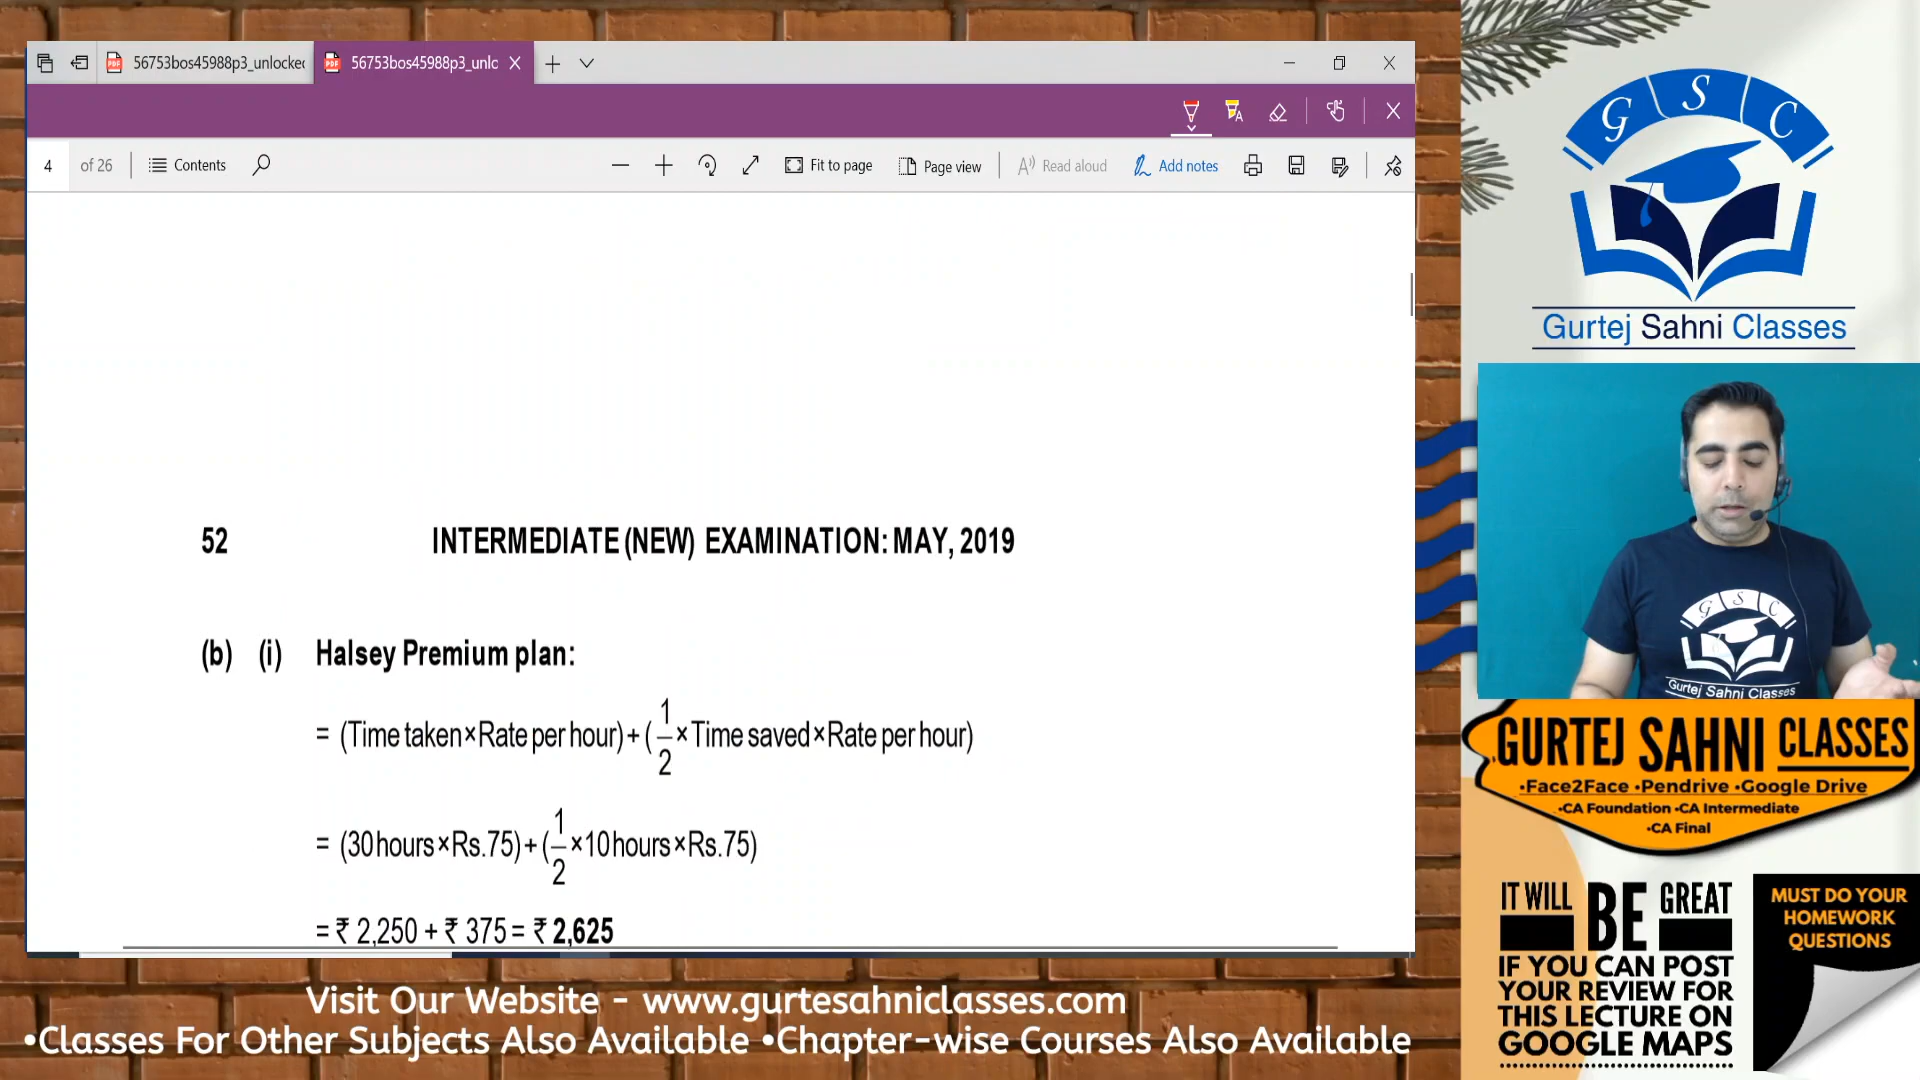 56753bos45988p3_unlocked
56753bos45988p3_unlc
4 of 26 Contents Fit to page Page view Read aloud Add notes
52 INTERMEDIATE (NEW) EXAMINATION: MAY, 2019
(b) (i) Halsey Premium plan:
= (Time taken×Rate per hour) + (1/2 × Time saved×Rate per hour)
= (30 hours×Rs.75) + (1/2 ×10 hours×Rs.75)
= ₹ 2,250 + ₹ 375 = ₹ 2,625
G S C
Gurtej Sahni Classes
G S C
Gurtej Sahni Classes
GURTEJ SAHNI CLASSES
•Face2Face •Pendrive •Google Drive
•CA Foundation •CA Intermediate
•CA Final
IT WILL BE GREAT
IF YOU CAN POST
YOUR REVIEW FOR
THIS LECTURE ON
GOOGLE MAPS
MUST DO YOUR
HOMEWORK
QUESTIONS
Visit Our Website - www.gurtesahniclasses.com
•Classes For Other Subjects Also Available •Chapter-wise Courses Also Available